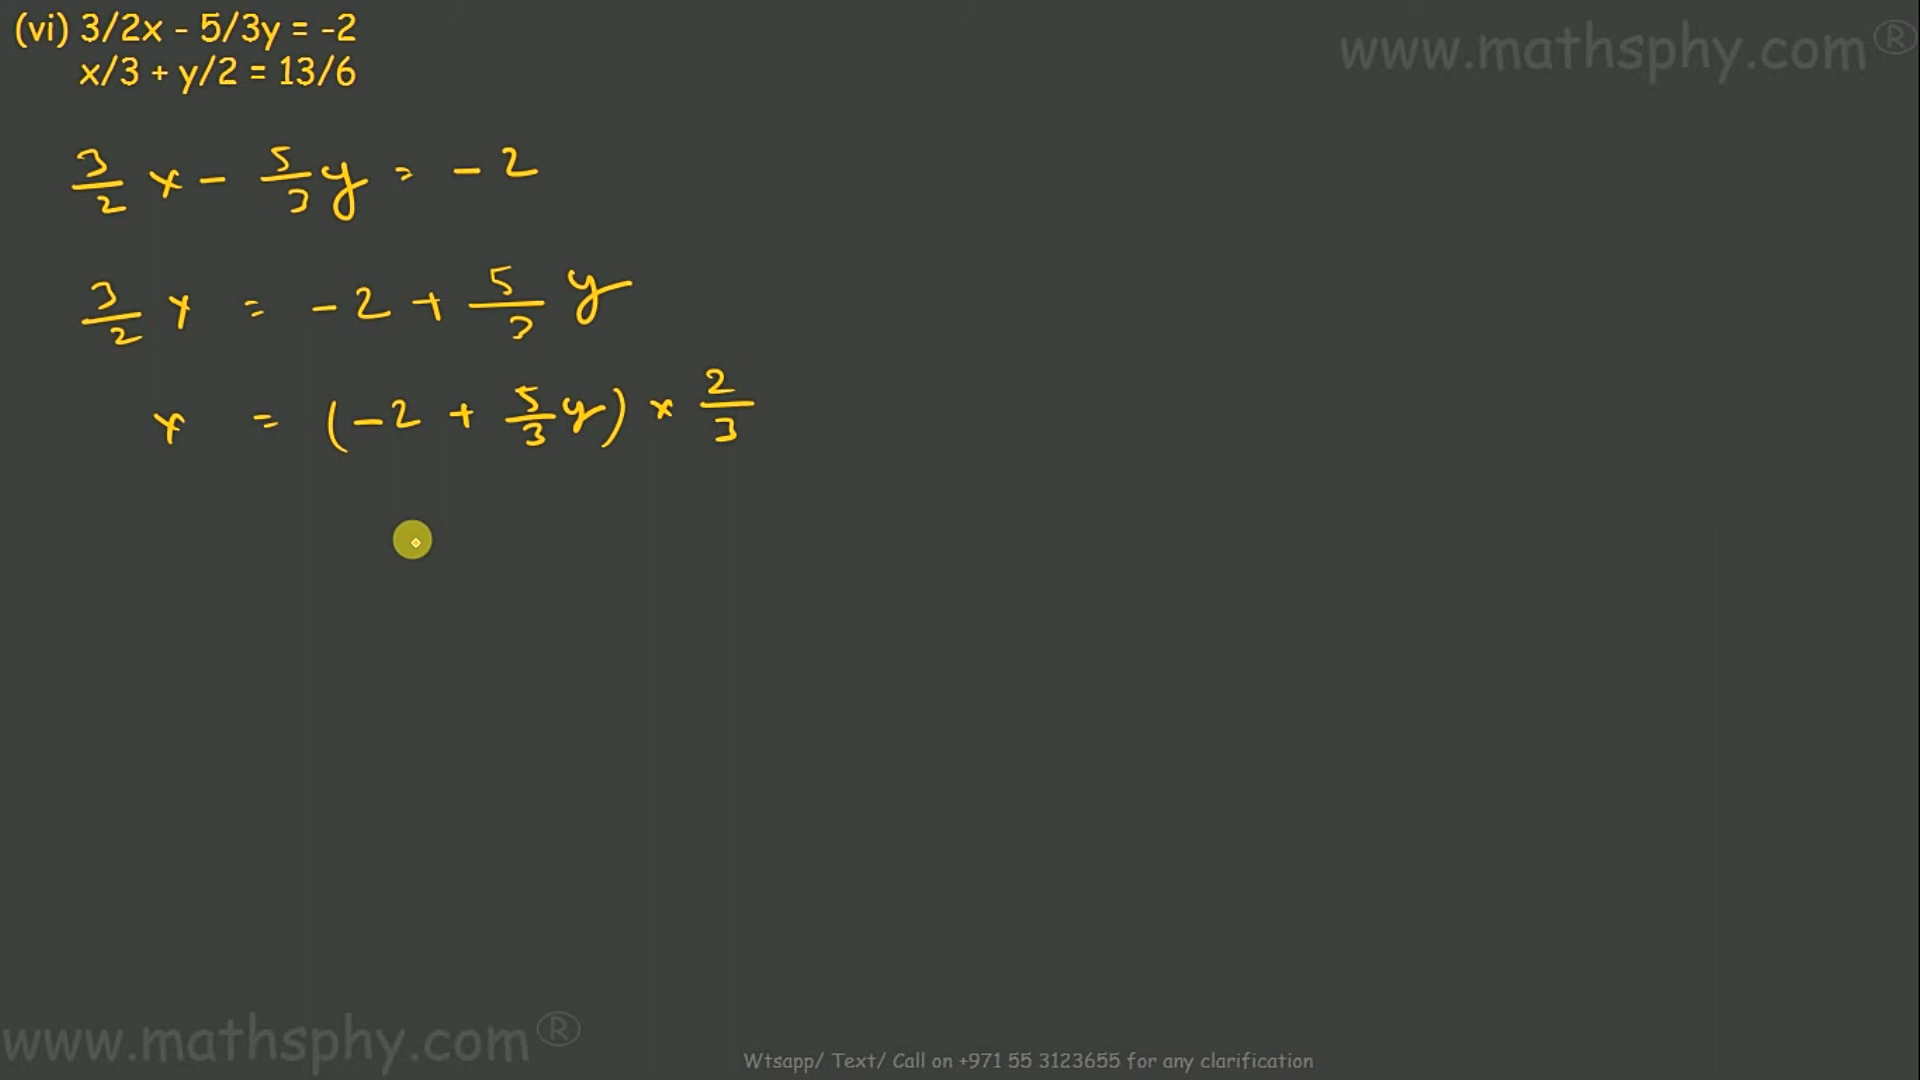 (vi) 3/2x - 5/3y = -2
www.mathsphy.com®
x/3 + y/2 = 13/6
3/2 x - 5/3 y = - 2
3/2 x = - 2 + 5/3 y
x = (-2 + 5/3 y) × 2/3
www.mathsphy.com®
Wtsapp/ Text/ Call on +971 55 3123655 for any clarification